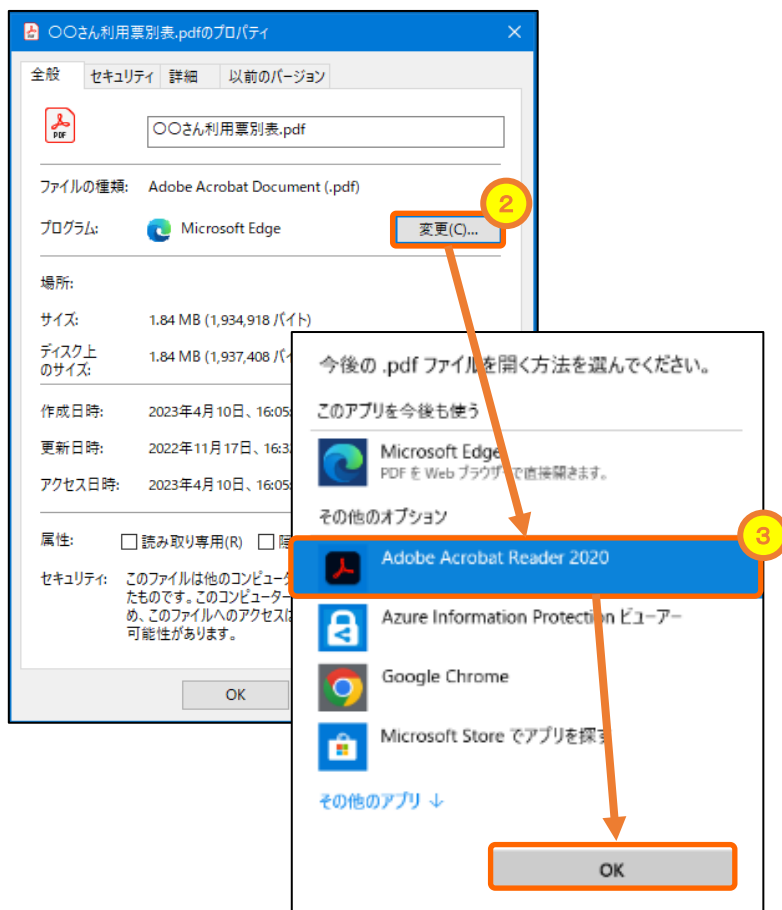 〇〇さん利用票別表.pdfのプロパティ
全般 セキュリティ 詳細 以前のバージョン
PDF
〇〇さん利用票別表.pdf
ファイルの種類: Adobe Acrobat Document (.pdf)
②
プログラム: Microsoft Edge 変更(C)...
場所:
サイズ: 1.84 MB (1,934,918 バイト)
ディスク上
のサイズ: 1.84 MB (1,937,408 バイ
作成日時: 2023年4月10日、16:05:
更新日時: 2022年11月17日、16:3
アクセス日時: 2023年4月10日、16:05:
属性: 読み取り専用(R)
セキュリティ: このファイルは他のコンピュータ
たものです。このコンピューター
め、このファイルへのアクセスは
可能性があります。
OK
今後の .pdf ファイルを開く方法を選んでください。
このアプリを今後も使う
Microsoft Edge
PDF を Web ブラウザーで直接開きます。
その他のオプション
③
Adobe Acrobat Reader 2020
Azure Information Protection ビューアー
Google Chrome
Microsoft Store でアプリを探す
その他のアプリ ↓
OK